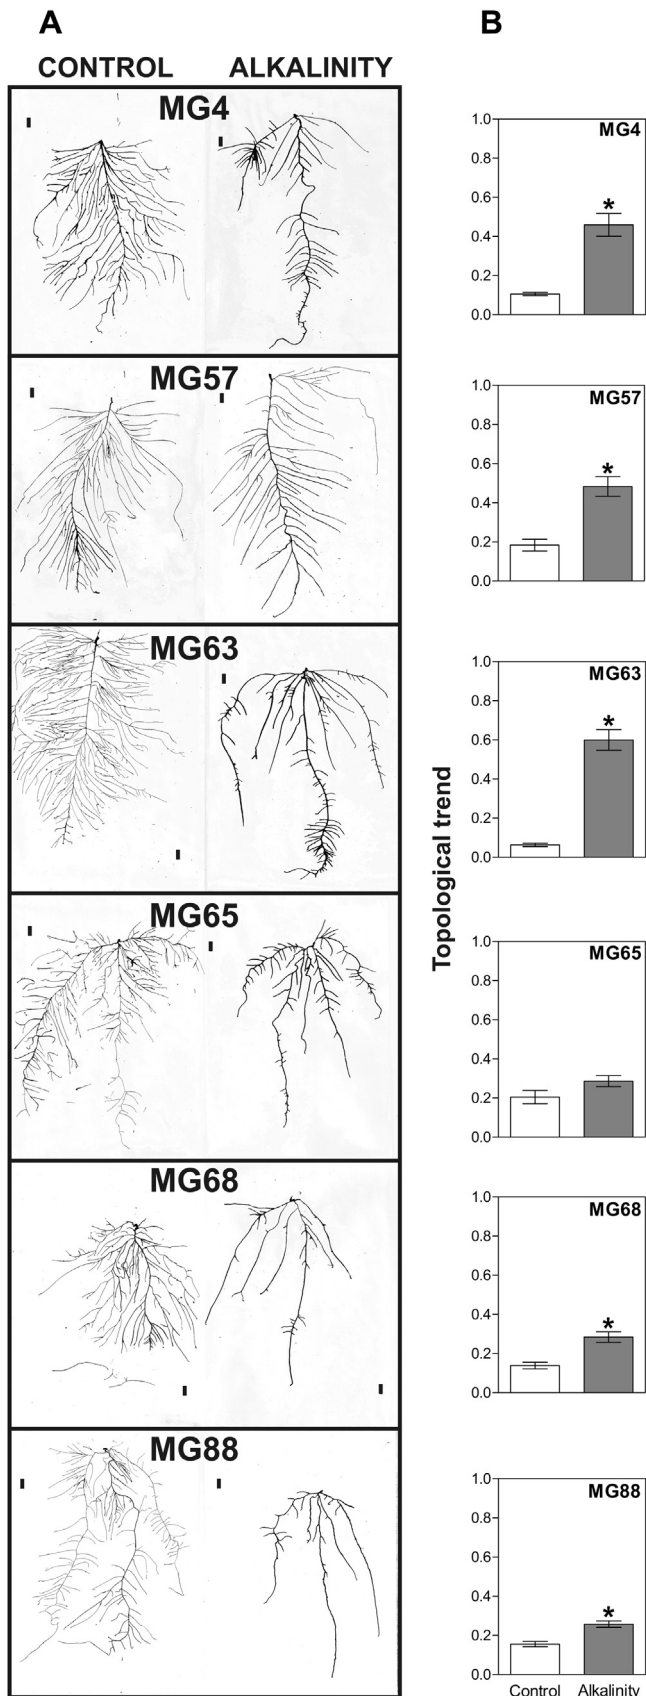 A
B
CONTROL
ALKALINITY
MG4
MG57
MG63
MG65
MG68
MG88
Topological trend
1.0
0.8
0.6
0.4
0.2
0.0
MG4
*
1.0
0.8
0.6
0.4
0.2
0.0
MG57
*
1.0
0.8
0.6
0.4
0.2
0.0
MG63
*
1.0
0.8
0.6
0.4
0.2
0.0
MG65
1.0
0.8
0.6
0.4
0.2
0.0
MG68
*
1.0
0.8
0.6
0.4
0.2
0.0
MG88
*
Control
Alkalinity